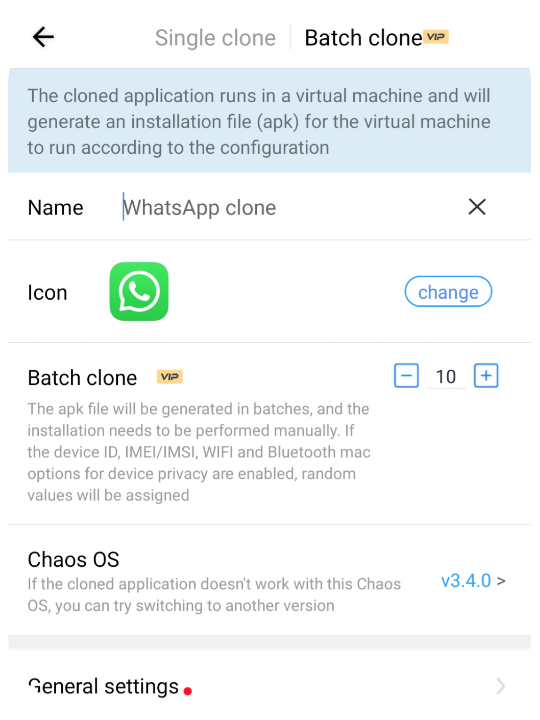 Single clone Batch clone VIP
The cloned application runs in a virtual machine and will
generate an installation file (apk) for the virtual machine
to run according to the configuration
Name WhatsApp clone
Icon change
Batch clone VIP 10
The apk file will be generated in batches, and the
installation needs to be performed manually. If
the device ID, IMEI/IMSI, WIFI and Bluetooth mac
options for device privacy are enabled, random
values will be assigned
Chaos OS
If the cloned application doesn't work with this Chaos
OS, you can try switching to another version
v3.4.0 >
General settings